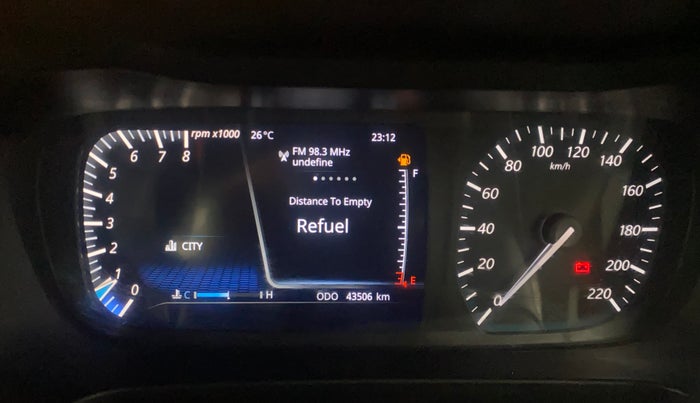 rpm x1000 26°C 23:12
FM 98.3 MHz
undefine
Distance To Empty
Refuel
CITY
C H ODO 43506 km
0 1 2 3 4 5 6 7 8
F
E
km/h
0 20 40 60 80 100 120 140 160 180 200 220